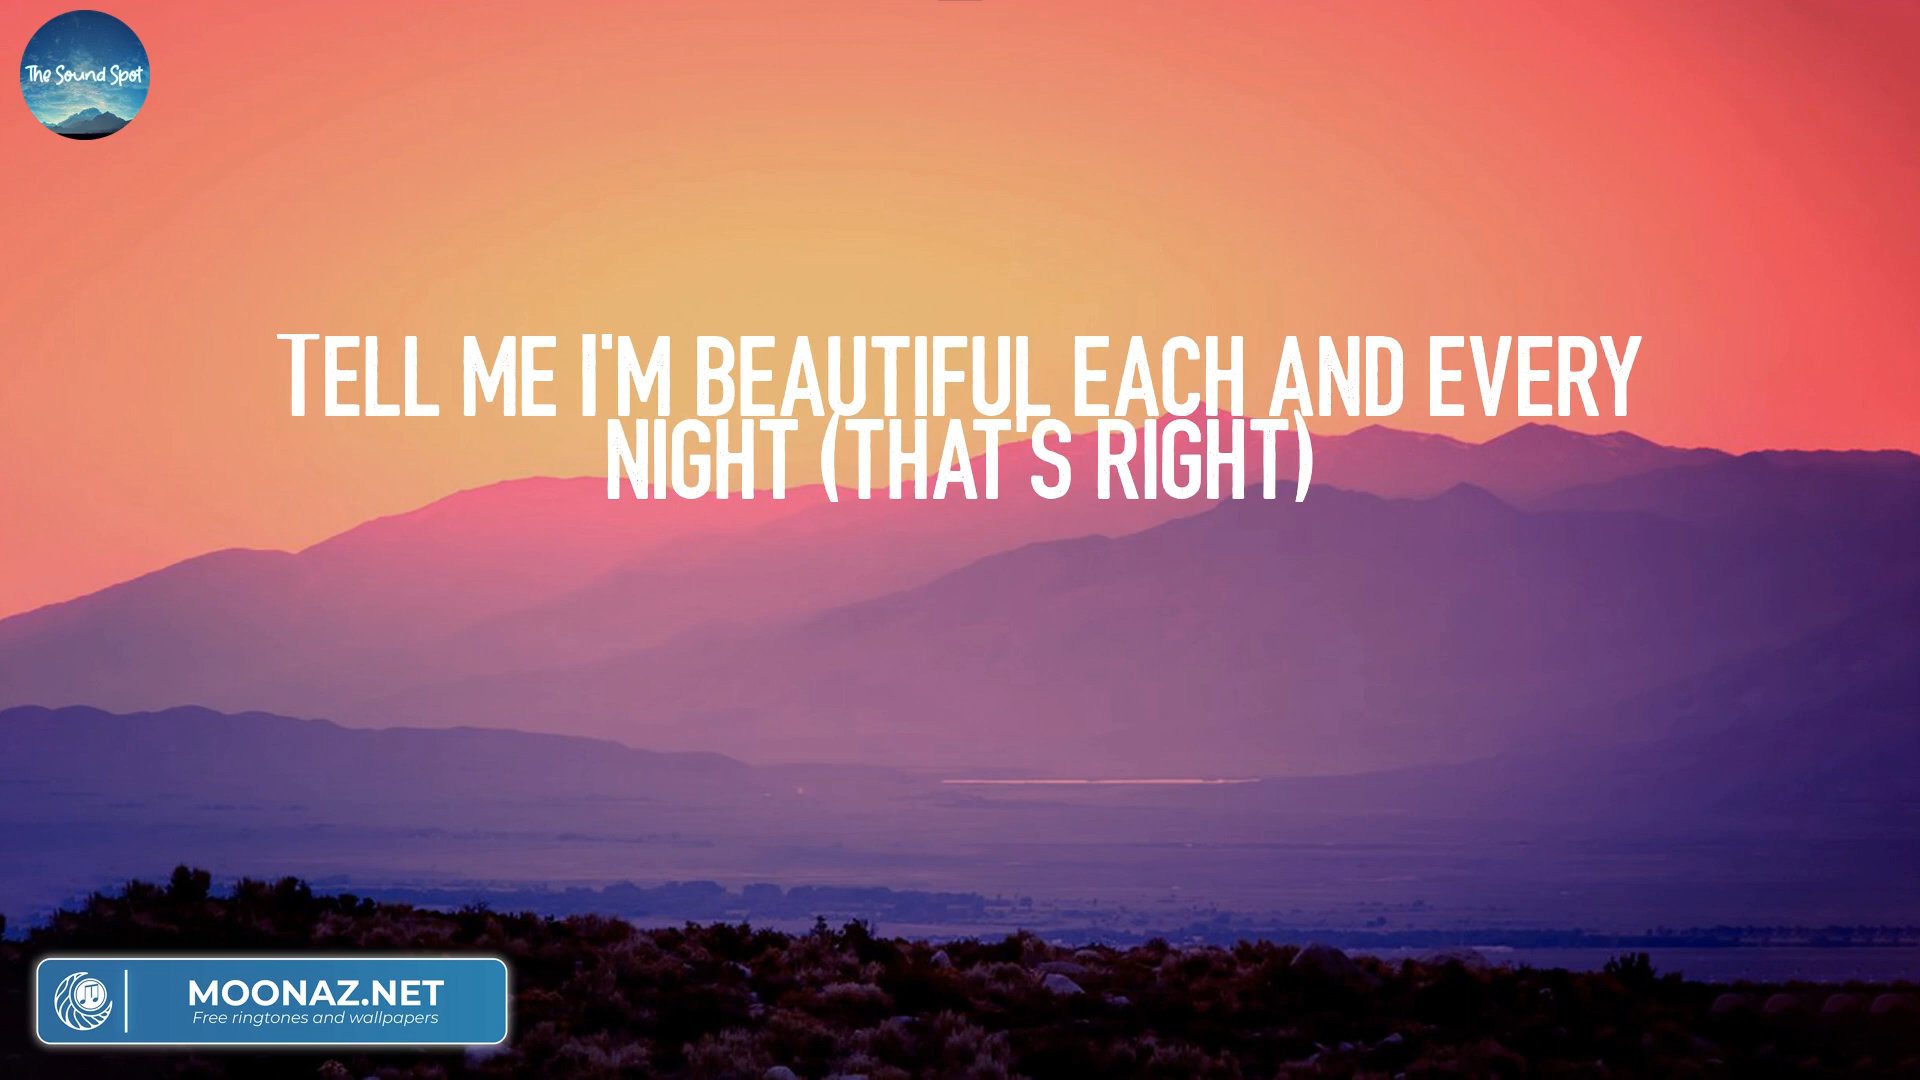 The Sound Spot
TELL ME I'M BEAUTIFUL EACH AND EVERY
NIGHT (THAT'S RIGHT)
MOONAZ.NET
Free ringtones and wallpapers